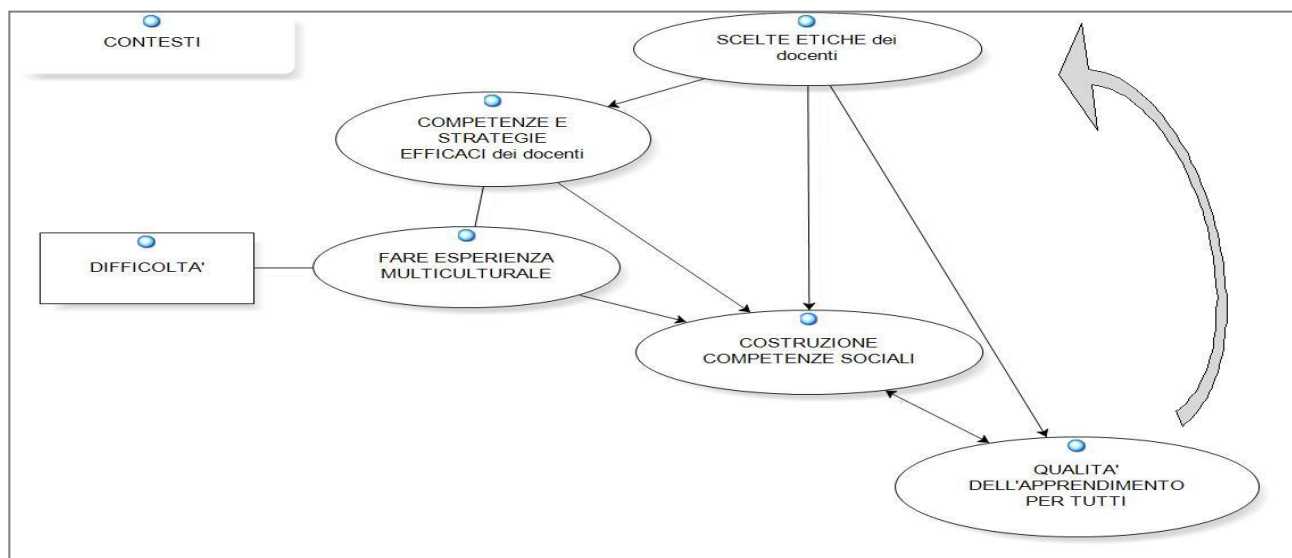 CONTESTI
SCELTE ETICHE dei
docenti
COMPETENZE E
STRATEGIE
EFFICACI dei docenti
DIFFICOLTA'
FARE ESPERIENZA
MULTICULTURALE
COSTRUZIONE
COMPETENZE SOCIALI
QUALITA'
DELL'APPRENDIMENTO
PER TUTTI